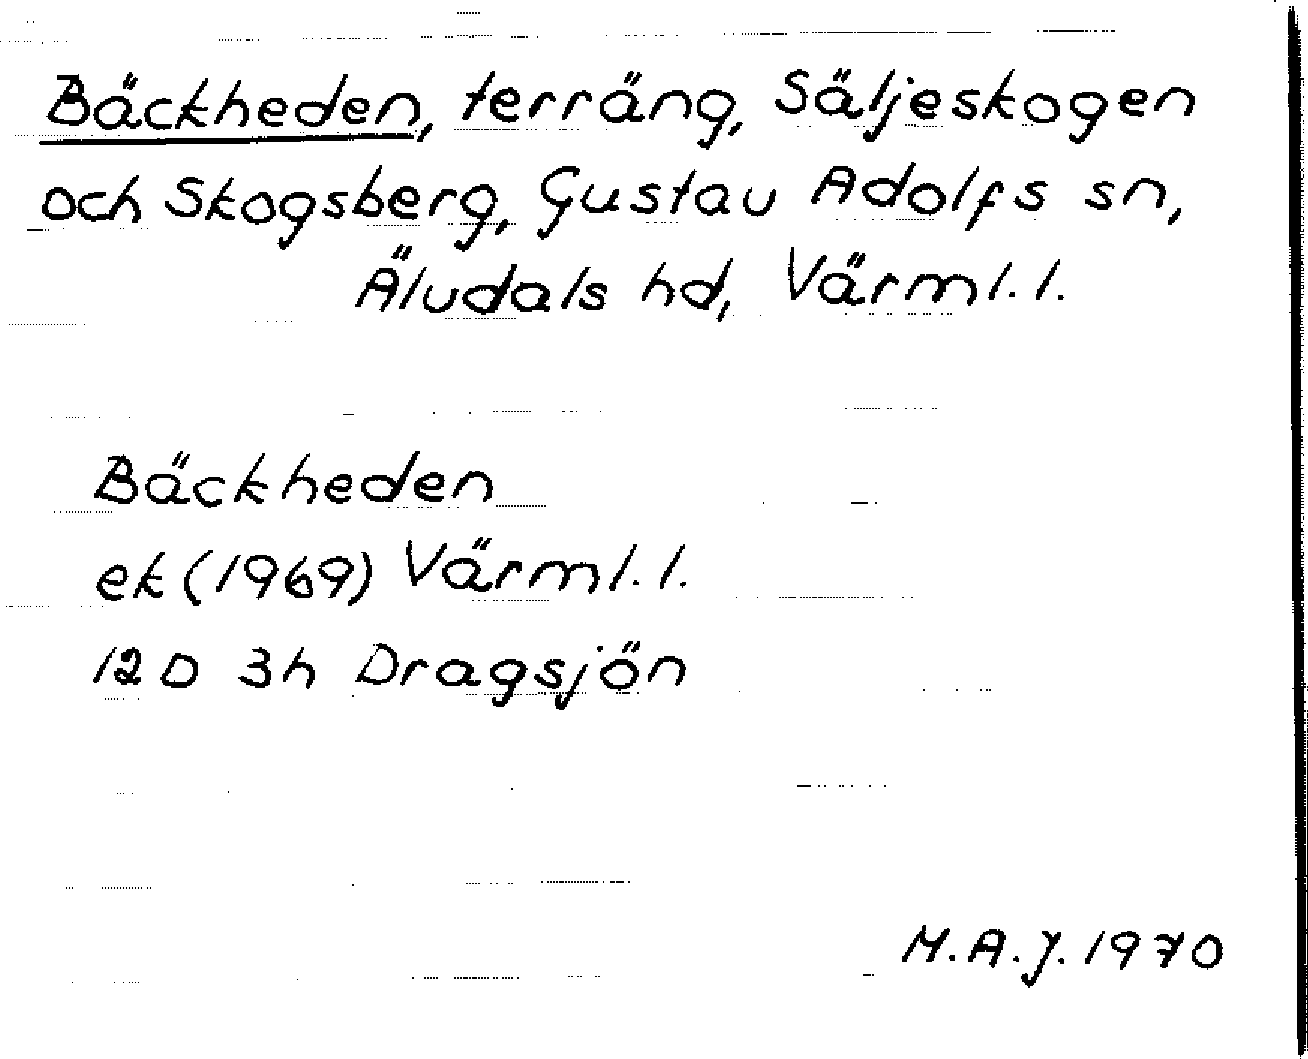 Bäckheden, terräng, Säljeskogen
och Skogsberg, Gustav Adolfs sn,
Älvdals hd, Värml. l.
Bäckheden
ek (1969) Värml. l.
12 D 3h Dragsjön
M.A.J. 1970